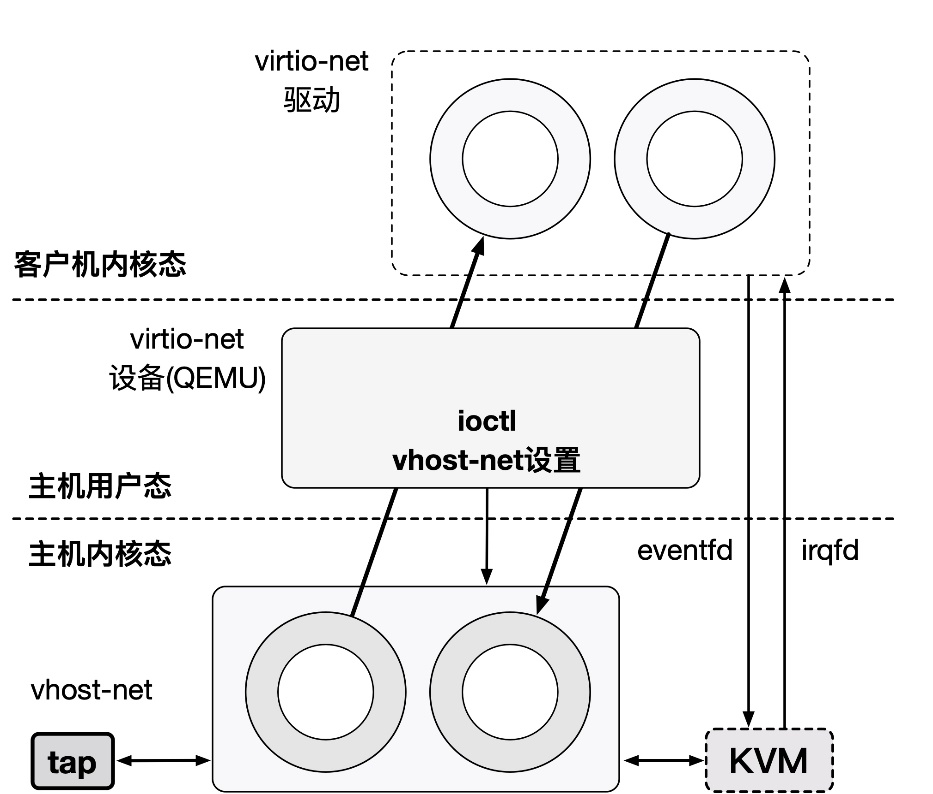 virtio-net
驱动
客户机内核态
virtio-net
设备(QEMU)
ioctl
vhost-net设置
主机用户态
主机内核态
eventfd
irqfd
vhost-net
tap
KVM